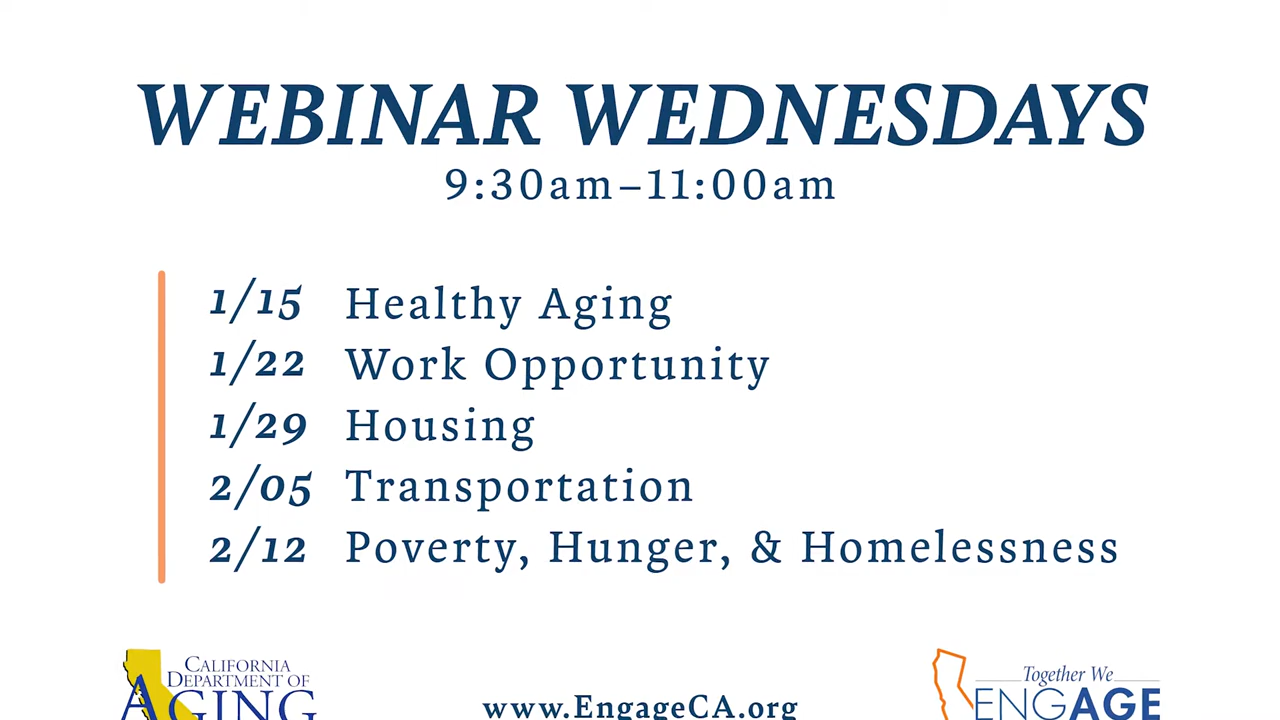 WEBINAR WEDNESDAYS
9:30am–11:00am
1/15 Healthy Aging
1/22 Work Opportunity
1/29 Housing
2/05 Transportation
2/12 Poverty, Hunger, & Homelessness
CALIFORNIA
DEPARTMENT OF
AGING
www.EngageCA.org
Together We
ENGAGE